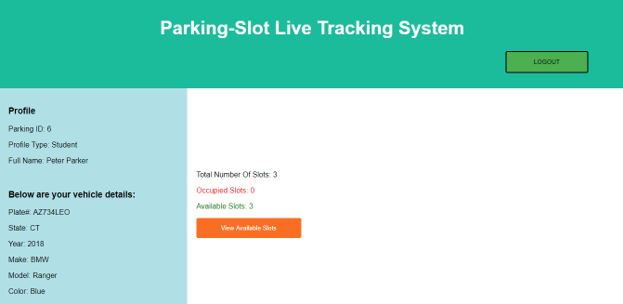 Parking-Slot Live Tracking System
LOGOUT
Profile
Parking ID: 6
Profile Type: Student
Full Name: Peter Parker
Below are your vehicle details:
Plate#: AZ734LEO
State: CT
Year: 2018
Make: BMW
Model: Ranger
Color: Blue
Total Number Of Slots: 3
Occupied Slots: 0
Available Slots: 3
View Available Slots